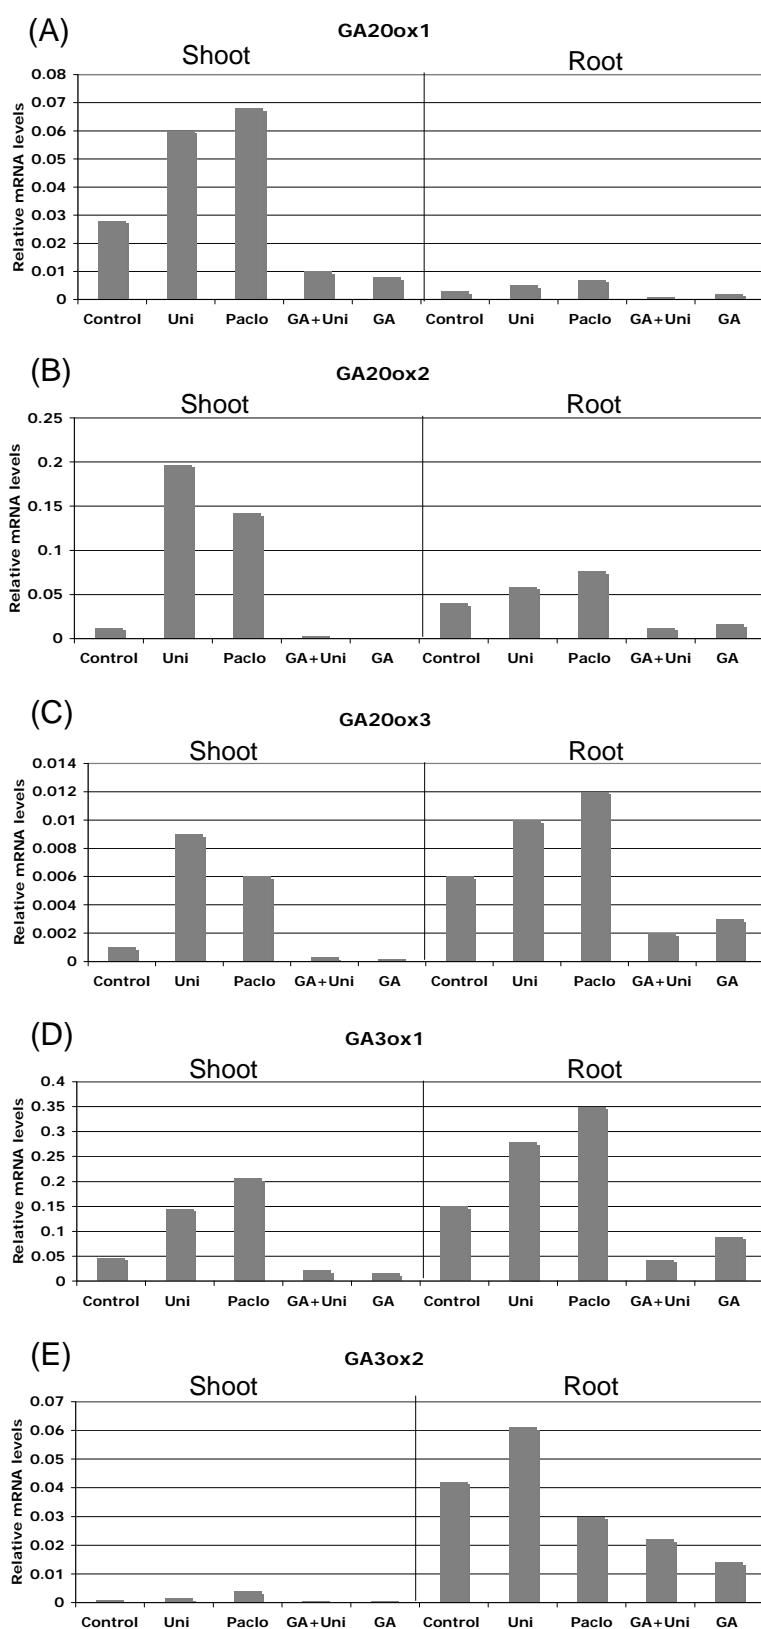 (A)
GA20ox1
Shoot Root
Relative mRNA levels
0.08
0.07
0.06
0.05
0.04
0.03
0.02
0.01
0
Control Uni Paclo GA+Uni GA Control Uni Paclo GA+Uni GA
(B)
GA20ox2
Shoot Root
Relative mRNA levels
0.25
0.2
0.15
0.1
0.05
0
Control Uni Paclo GA+Uni GA Control Uni Paclo GA+Uni GA
(C)
GA20ox3
Shoot Root
Relative mRNA levels
0.014
0.012
0.01
0.008
0.006
0.004
0.002
0
Control Uni Paclo GA+Uni GA Control Uni Paclo GA+Uni GA
(D)
GA3ox1
Shoot Root
Relative mRNA levels
0.4
0.35
0.3
0.25
0.2
0.15
0.1
0.05
0
Control Uni Paclo GA+Uni GA Control Uni Paclo GA+Uni GA
(E)
GA3ox2
Shoot Root
Relative mRNA levels
0.07
0.06
0.05
0.04
0.03
0.02
0.01
0
Control Uni Paclo GA+Uni GA Control Uni Paclo GA+Uni GA